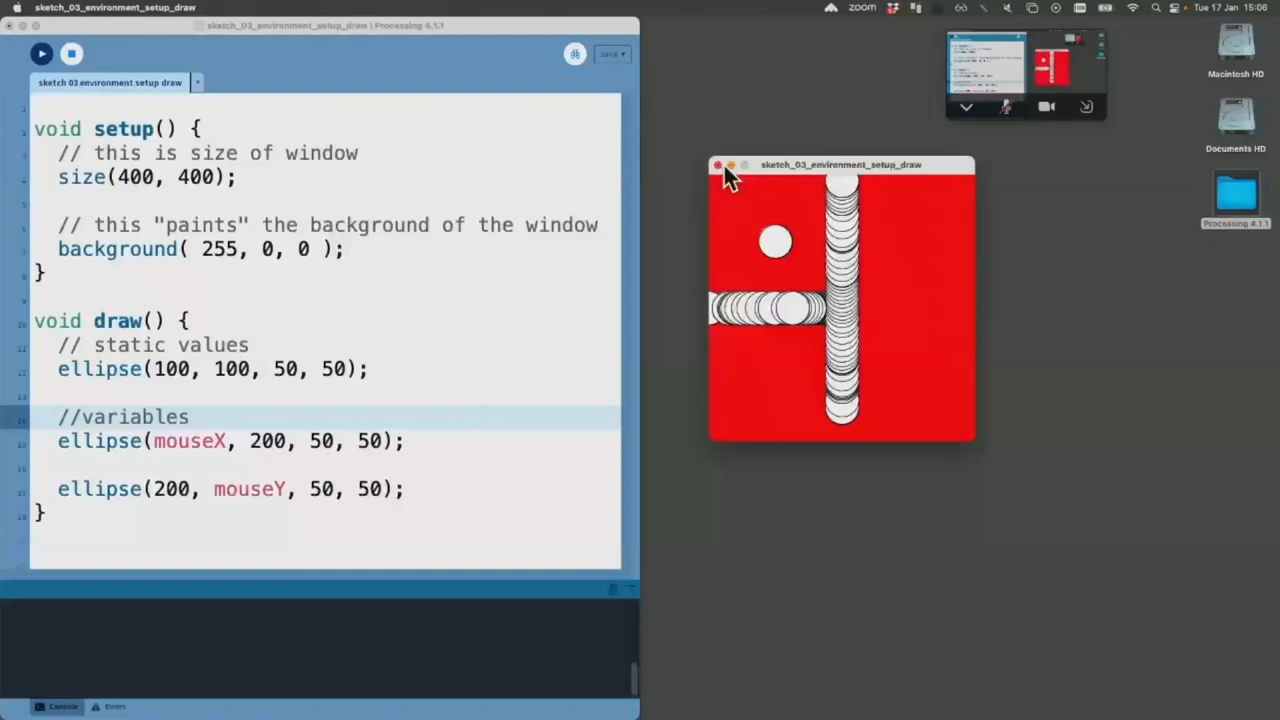 sketch_03_environment_setup_draw
zoom
Tue 17 Jan 15:06
sketch_03_environment_setup_draw | Processing 4.1.1
Java
sketch 03 environment setup draw
void setup() {
// this is size of window
size(400, 400);
// this "paints" the background of the window
background( 255, 0, 0 );
}
void draw() {
// static values
ellipse(100, 100, 50, 50);
//variables
ellipse(mouseX, 200, 50, 50);
ellipse(200, mouseY, 50, 50);
}
Console
Errors
sketch_03_environment_setup_draw
Macintosh HD
Documents HD
Processing 4.1.1